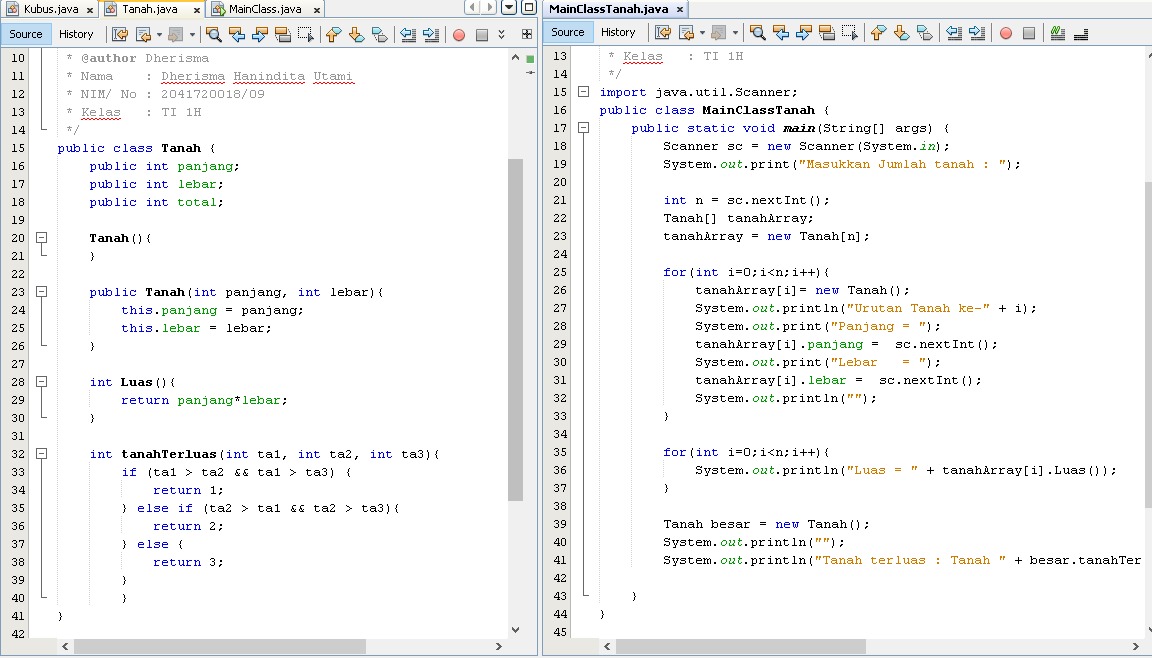 Kubus.java Tanah.java MainClass.java
Source History
10 * @author Dherisma
11 * Nama : Dherisma Hanindita Utami
12 * NIM/ No : 2041720018/09
13 * Kelas : TI 1H
14 */
15 public class Tanah {
16 public int panjang;
17 public int lebar;
18 public int total;
19
20 Tanah(){
21 }
22
23 public Tanah(int panjang, int lebar){
24 this.panjang = panjang;
25 this.lebar = lebar;
26 }
27
28 int Luas(){
29 return panjang*lebar;
30 }
31
32 int tanahTerluas(int ta1, int ta2, int ta3){
33 if (ta1 > ta2 && ta1 > ta3) {
34 return 1;
35 } else if (ta2 > ta1 && ta2 > ta3){
36 return 2;
37 } else {
38 return 3;
39 }
40 }
41 }
42
MainClassTanah.java
Source History
13 * Kelas : TI 1H
14 */
15 import java.util.Scanner;
16 public class MainClassTanah {
17 public static void main(String[] args) {
18 Scanner sc = new Scanner(System.in);
19 System.out.print("Masukkan Jumlah tanah : ");
20
21 int n = sc.nextInt();
22 Tanah[] tanahArray;
23 tanahArray = new Tanah[n];
24
25 for(int i=0;i<n;i++){
26 tanahArray[i]= new Tanah();
27 System.out.println("Urutan Tanah ke-" + i);
28 System.out.print("Panjang = ");
29 tanahArray[i].panjang = sc.nextInt();
30 System.out.print("Lebar = ");
31 tanahArray[i].lebar = sc.nextInt();
32 System.out.println("");
33 }
34
35 for(int i=0;i<n;i++){
36 System.out.println("Luas = " + tanahArray[i].Luas());
37 }
38
39 Tanah besar = new Tanah();
40 System.out.println("");
41 System.out.println("Tanah terluas : Tanah " + besar.tanahTer
42
43 }
44 }
45